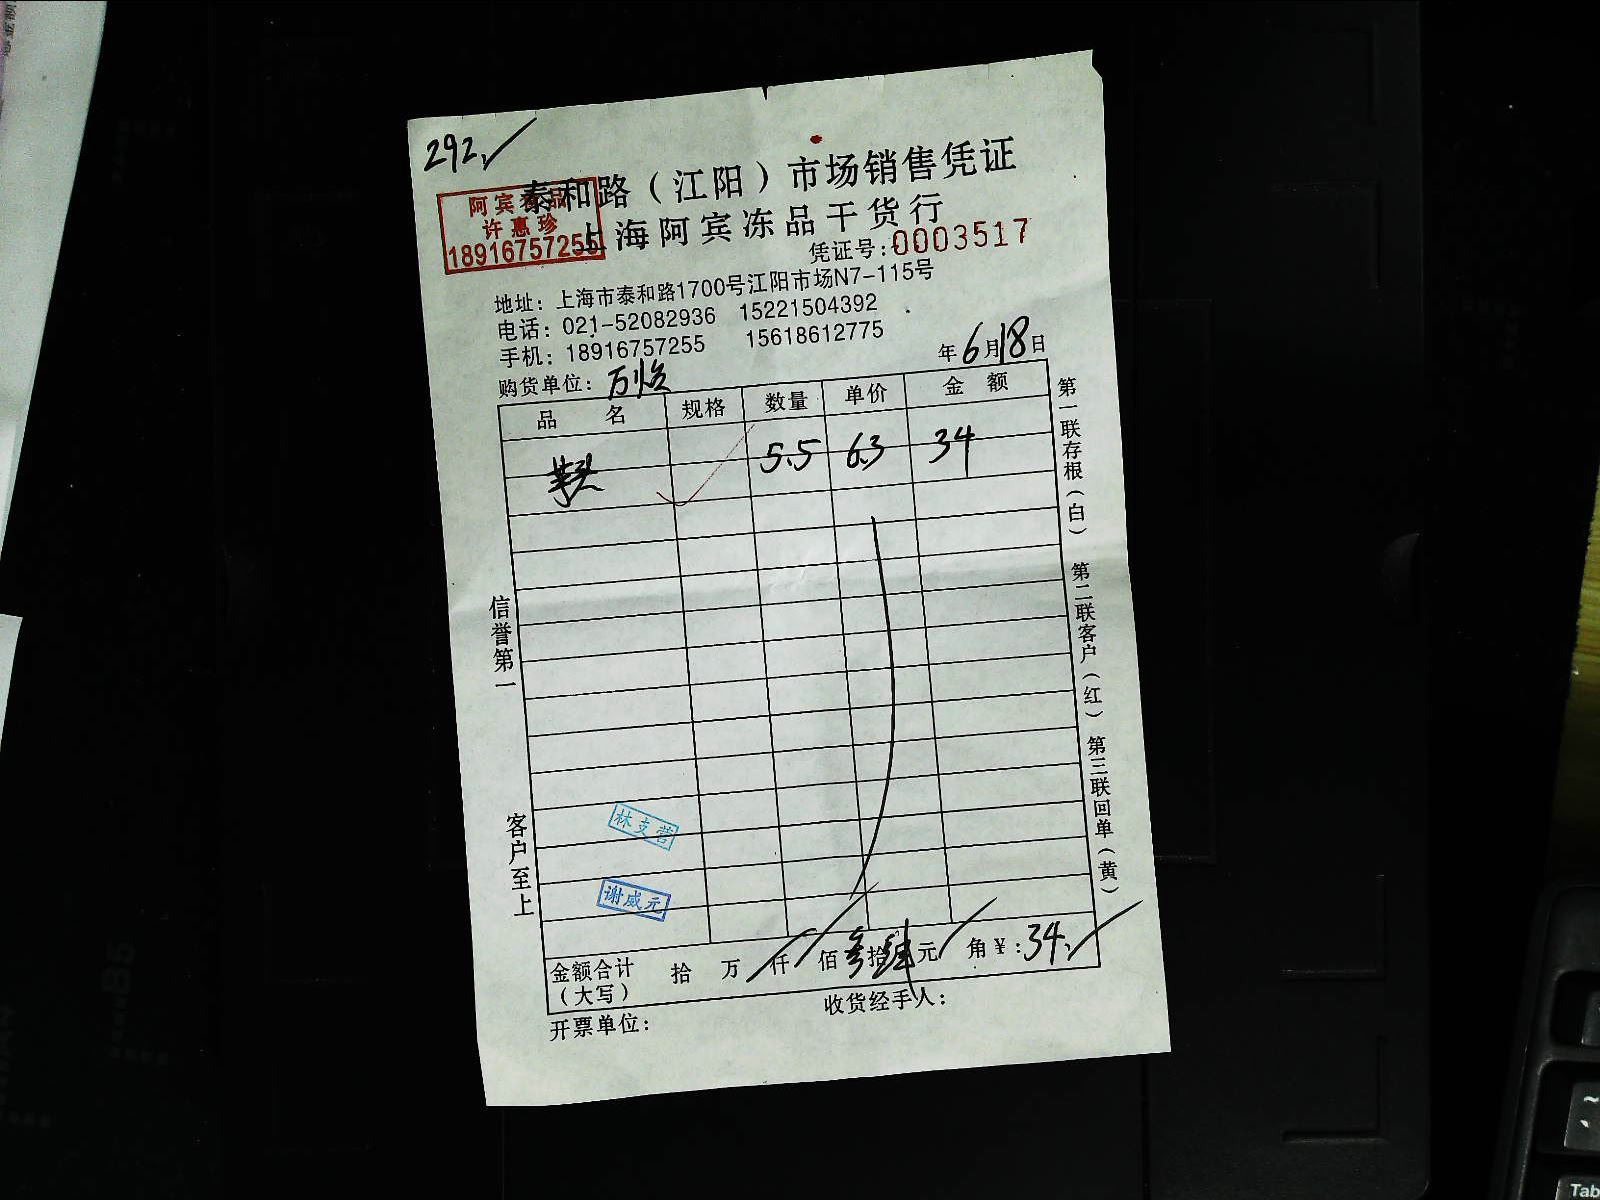 292
泰和路（江阳）市场销售凭证
阿宾冻品
许惠珍
18916757255
上海阿宾冻品干货行
凭证号:0003517
地址：上海市泰和路1700号江阳市场N7-115号
电话：021-52082936 15221504392
手机：18916757255 15618612775
年6月18日
购货单位：万
品 名 规格 数量 单价 金 额
5.5 6.3 34
第一联存根（白） 第二联客户（红） 第三联回单（黄）
信誉第一
客户至上
林支营
谢威元
金额合计（大写） 拾 万 仟 佰 叁拾肆元 角￥:34
开票单位： 收货经手人：
Tab